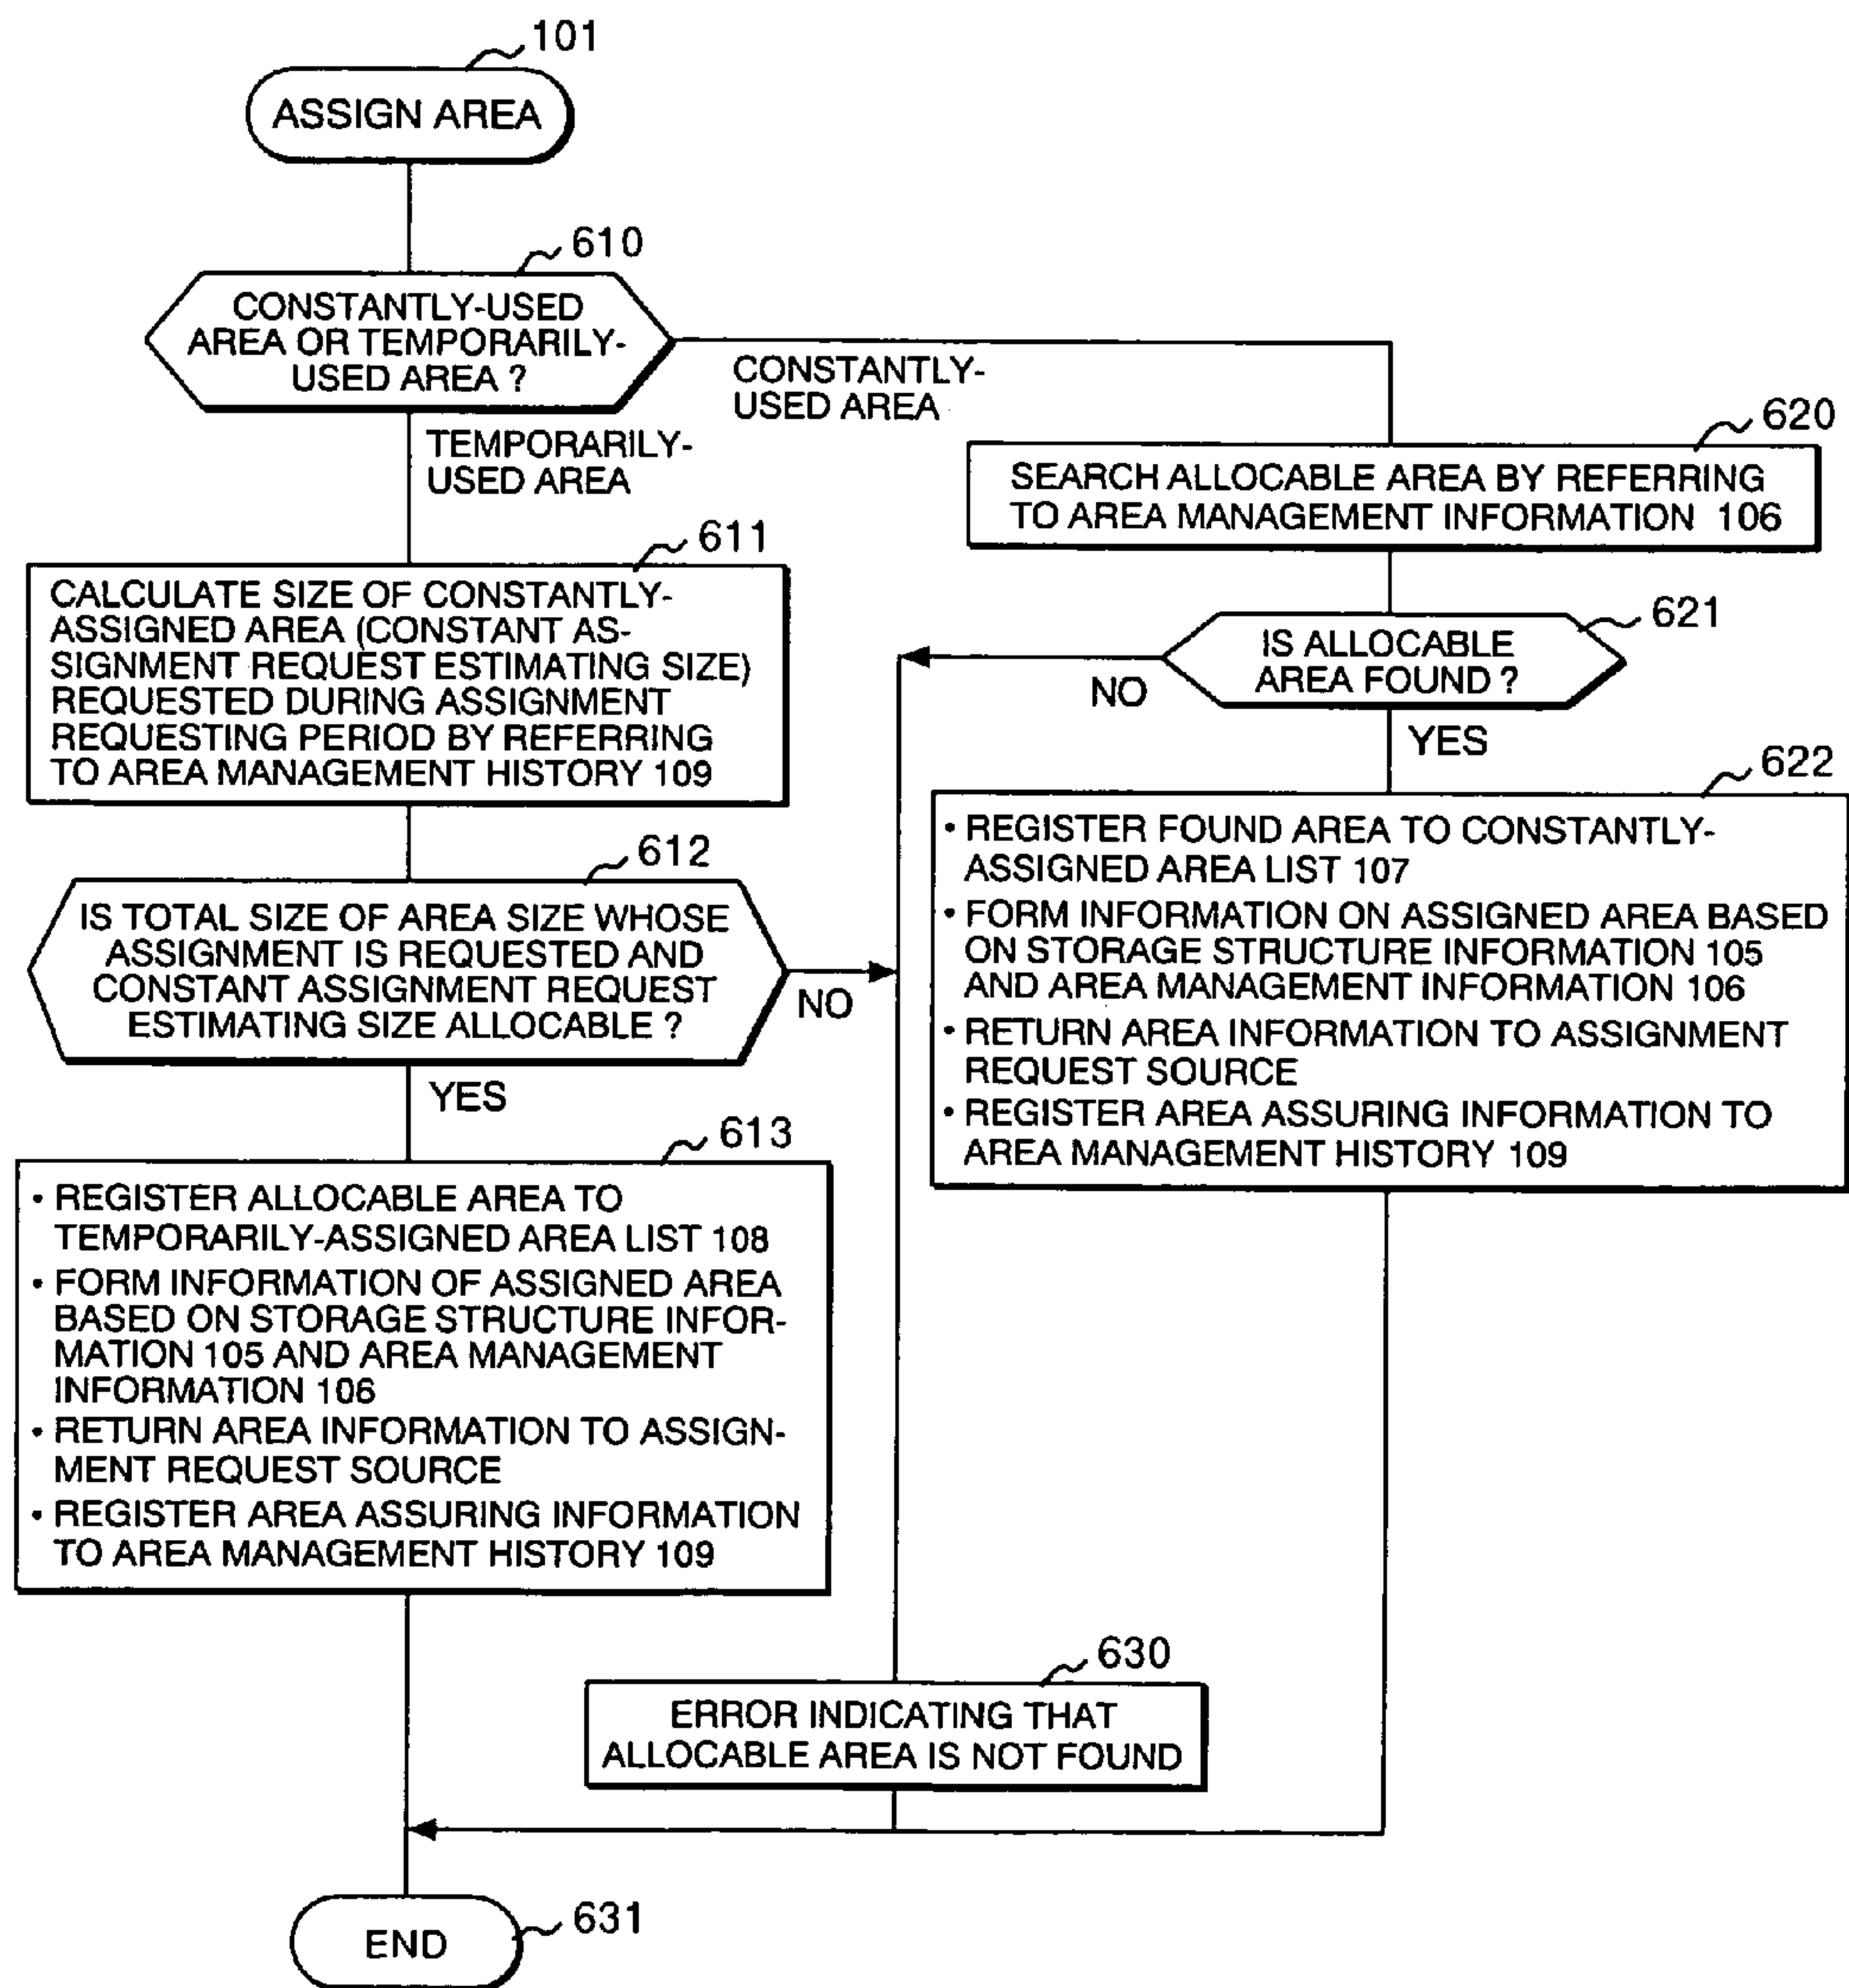 101
ASSIGN AREA
610
CONSTANTLY-USED
AREA OR TEMPORARILY-
USED AREA ?
CONSTANTLY-
USED AREA
TEMPORARILY-
USED AREA
620
SEARCH ALLOCABLE AREA BY REFERRING
TO AREA MANAGEMENT INFORMATION 106
611
CALCULATE SIZE OF CONSTANTLY-
ASSIGNED AREA (CONSTANT AS-
SIGNMENT REQUEST ESTIMATING SIZE)
REQUESTED DURING ASSIGNMENT
REQUESTING PERIOD BY REFERRING
TO AREA MANAGEMENT HISTORY 109
621
IS ALLOCABLE
AREA FOUND ?
NO
YES
622
• REGISTER FOUND AREA TO CONSTANTLY-
ASSIGNED AREA LIST 107
• FORM INFORMATION ON ASSIGNED AREA BASED
ON STORAGE STRUCTURE INFORMATION 105
AND AREA MANAGEMENT INFORMATION 106
• RETURN AREA INFORMATION TO ASSIGNMENT
REQUEST SOURCE
• REGISTER AREA ASSURING INFORMATION TO
AREA MANAGEMENT HISTORY 109
612
IS TOTAL SIZE OF AREA SIZE WHOSE
ASSIGNMENT IS REQUESTED AND
CONSTANT ASSIGNMENT REQUEST
ESTIMATING SIZE ALLOCABLE ?
NO
YES
613
• REGISTER ALLOCABLE AREA TO
TEMPORARILY-ASSIGNED AREA LIST 108
• FORM INFORMATION OF ASSIGNED AREA
BASED ON STORAGE STRUCTURE INFOR-
MATION 105 AND AREA MANAGEMENT
INFORMATION 106
• RETURN AREA INFORMATION TO ASSIGN-
MENT REQUEST SOURCE
• REGISTER AREA ASSURING INFORMATION
TO AREA MANAGEMENT HISTORY 109
630
ERROR INDICATING THAT
ALLOCABLE AREA IS NOT FOUND
631
END